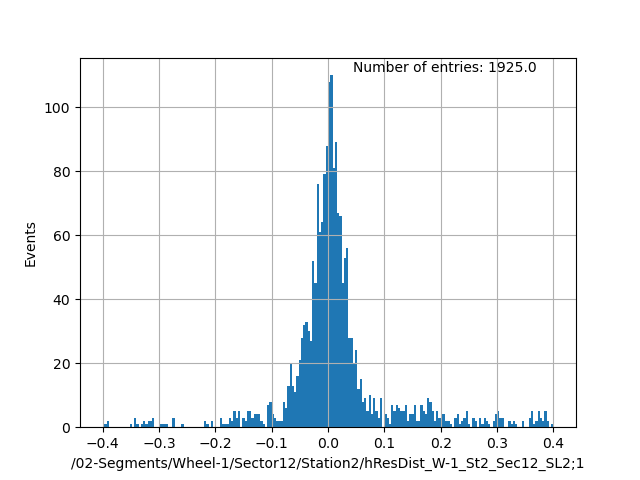 Number of entries: 1925.0
Events
100
80
60
40
20
0
−0.4 −0.3 −0.2 −0.1 0.0 0.1 0.2 0.3 0.4
/02-Segments/Wheel-1/Sector12/Station2/hResDist_W-1_St2_Sec12_SL2;1